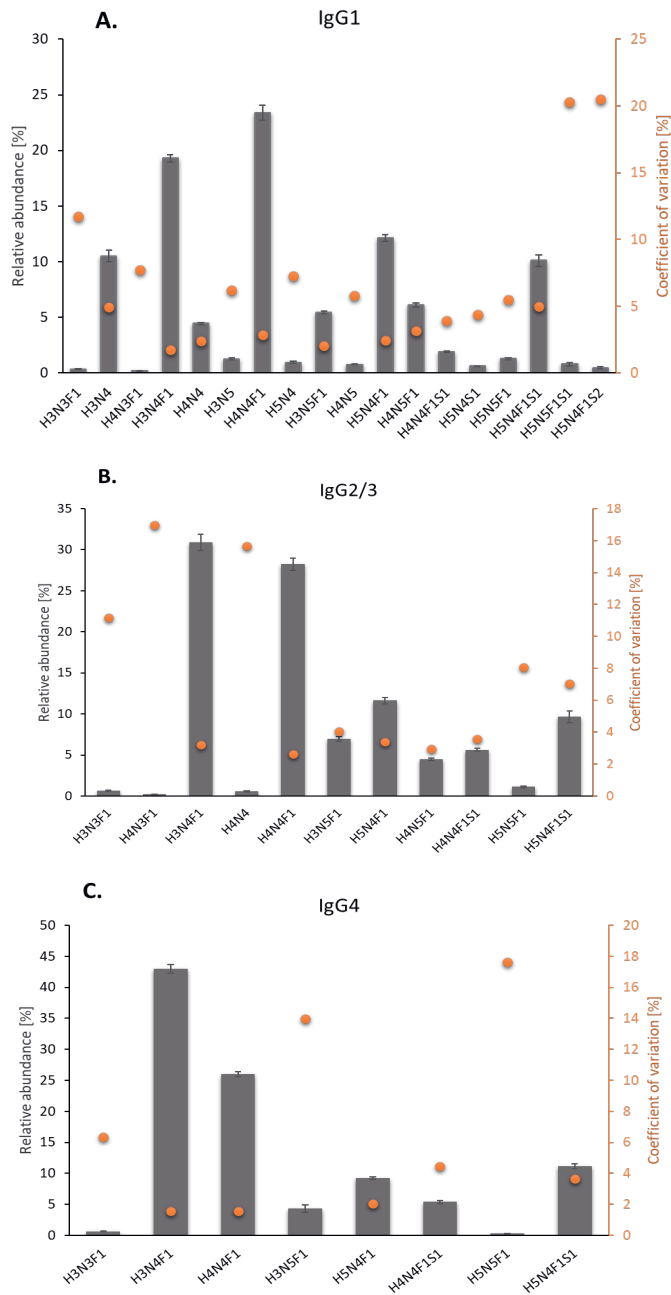 A.
IgG1
Relative abundance [%]
30
25
20
15
10
5
0
25
20
15
10
5
0
Coefficient of variation [%]
H3N3F1
H3N4
H4N3F1
H3N4F1
H4N4
H3N5
H4N4F1
H5N4
H3N5F1
H4N5
H5N4F1
H4N5F1
H4N4F1S1
H5N4S1
H5N5F1
H5N4F1S1
H5N5F1S1
H5N4F1S2
B.
IgG2/3
Relative abundance [%]
35
30
25
20
15
10
5
0
18
16
14
12
10
8
6
4
2
0
Coefficient of variation [%]
H3N3F1
H4N3F1
H3N4F1
H4N4
H4N4F1
H3N5F1
H5N4F1
H4N5F1
H4N4F1S1
H5N5F1
H5N4F1S1
C.
IgG4
Relative abundance [%]
50
45
40
35
30
25
20
15
10
5
0
20
18
16
14
12
10
8
6
4
2
0
Coefficient of variation [%]
H3N3F1
H3N4F1
H4N4F1
H3N5F1
H5N4F1
H4N4F1S1
H5N5F1
H5N4F1S1